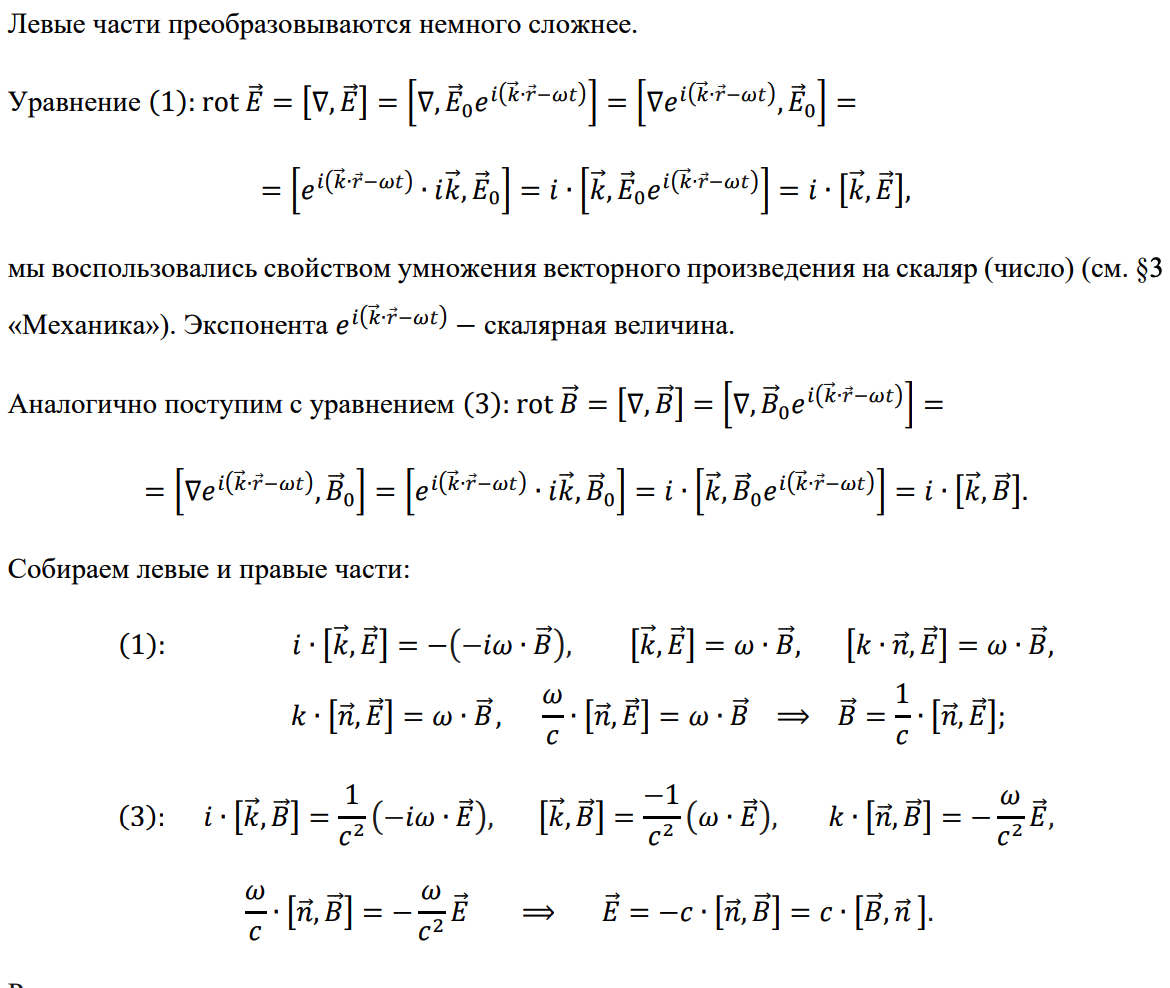 Левые части преобразовываются немного сложнее.
Уравнение (1): rot E⃗ = [∇, E⃗] = [∇, E⃗₀e^{i(k⃗·r⃗−ωt)}] = [∇e^{i(k⃗·r⃗−ωt)}, E⃗₀] =
= [e^{i(k⃗·r⃗−ωt)} · ik⃗, E⃗₀] = i · [k⃗, E⃗₀e^{i(k⃗·r⃗−ωt)}] = i · [k⃗, E⃗],
мы воспользовались свойством умножения векторного произведения на скаляр (число) (см. §3
«Механика»). Экспонента e^{i(k⃗·r⃗−ωt)} − скалярная величина.
Аналогично поступим с уравнением (3): rot B⃗ = [∇, B⃗] = [∇, B⃗₀e^{i(k⃗·r⃗−ωt)}] =
= [∇e^{i(k⃗·r⃗−ωt)}, B⃗₀] = [e^{i(k⃗·r⃗−ωt)} · ik⃗, B⃗₀] = i · [k⃗, B⃗₀e^{i(k⃗·r⃗−ωt)}] = i · [k⃗, B⃗].
Собираем левые и правые части:
(1): i · [k⃗, E⃗] = −(−iω · B⃗), [k⃗, E⃗] = ω · B⃗, [k · n⃗, E⃗] = ω · B⃗,
k · [n⃗, E⃗] = ω · B⃗, ω/c · [n⃗, E⃗] = ω · B⃗ ⟹ B⃗ = 1/c · [n⃗, E⃗];
(3): i · [k⃗, B⃗] = 1/c² (−iω · E⃗), [k⃗, B⃗] = −1/c² (ω · E⃗), k · [n⃗, B⃗] = − ω/c² E⃗,
ω/c · [n⃗, B⃗] = − ω/c² E⃗ ⟹ E⃗ = −c · [n⃗, B⃗] = c · [B⃗, n⃗ ].